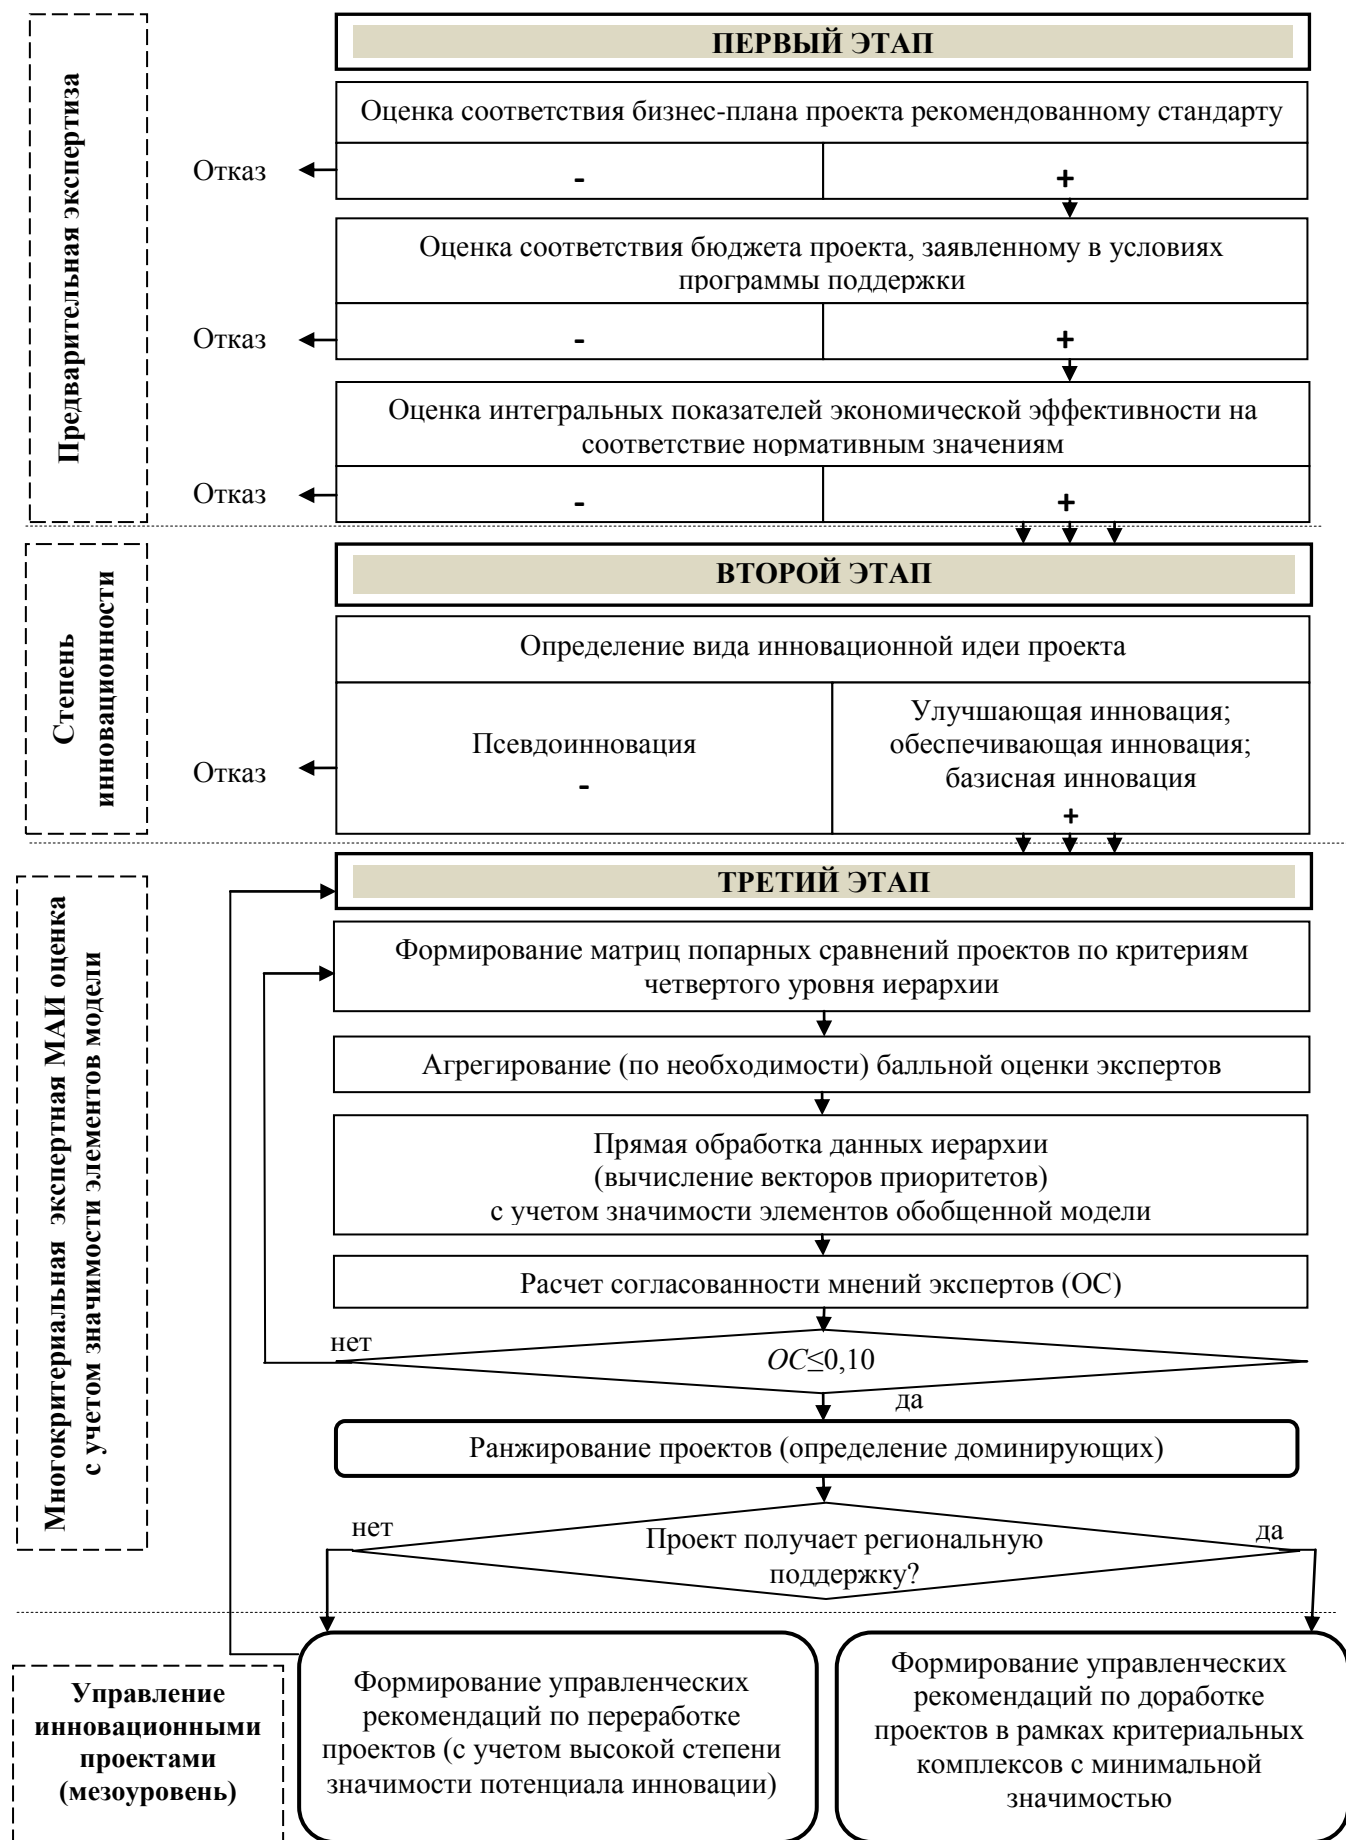 Предварительная экспертиза
ПЕРВЫЙ ЭТАП
Оценка соответствия бизнес-плана проекта рекомендованному стандарту
Отказ
-
+
Оценка соответствия бюджета проекта, заявленному в условиях
программы поддержки
Отказ
-
+
Оценка интегральных показателей экономической эффективности на
соответствие нормативным значениям
Отказ
-
+
Степень
инновационности
ВТОРОЙ ЭТАП
Определение вида инновационной идеи проекта
Отказ
Псевдоинновация
-
Улучшающая инновация;
обеспечивающая инновация;
базисная инновация
+
Многокритериальная экспертная МАИ оценка
с учетом значимости элементов модели
ТРЕТИЙ ЭТАП
Формирование матриц попарных сравнений проектов по критериям
четвертого уровня иерархии
Агрегирование (по необходимости) балльной оценки экспертов
Прямая обработка данных иерархии
(вычисление векторов приоритетов)
с учетом значимости элементов обобщенной модели
Расчет согласованности мнений экспертов (ОС)
нет
ОС≤0,10
да
Ранжирование проектов (определение доминирующих)
нет
Проект получает региональную
поддержку?
да
Управление
инновационными
проектами
(мезоуровень)
Формирование управленческих
рекомендаций по переработке
проектов (с учетом высокой степени
значимости потенциала инновации)
Формирование управленческих
рекомендаций по доработке
проектов в рамках критериальных
комплексов с минимальной
значимостью